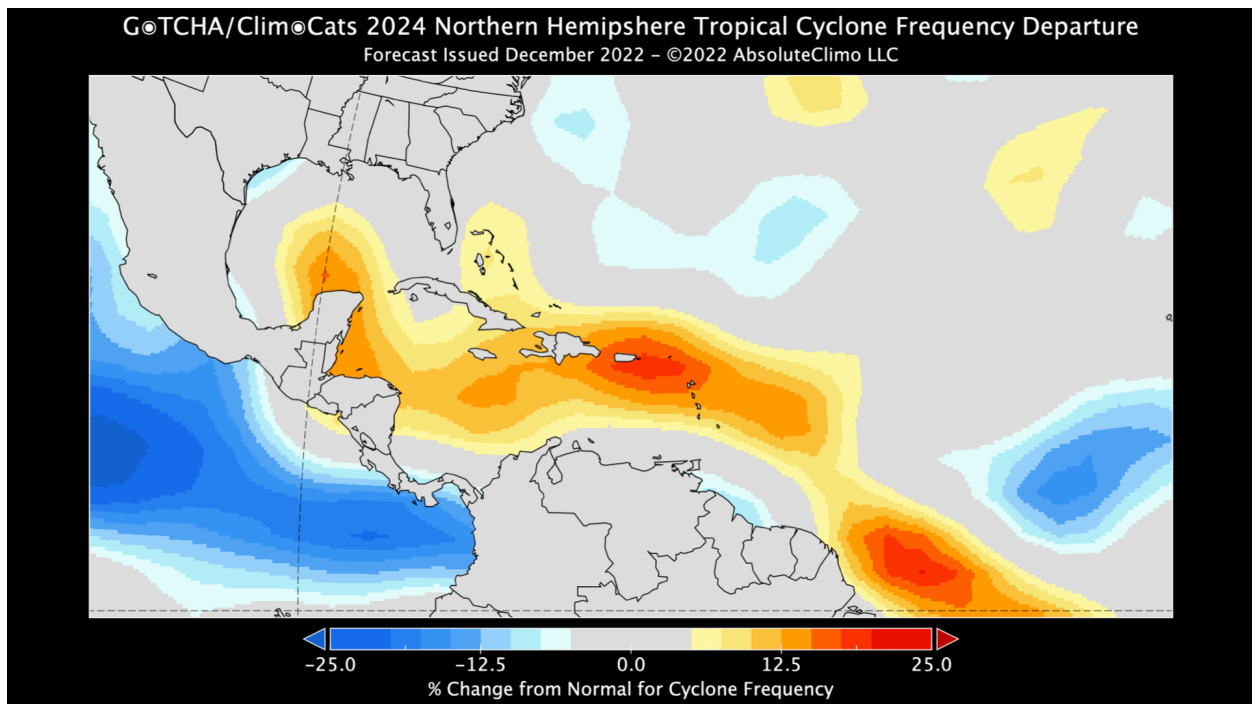 G◉TCHA/Clim◉Cats 2024 Northern Hemipshere Tropical Cyclone Frequency Departure
Forecast Issued December 2022 – ©2022 AbsoluteClimo LLC
−25.0 −12.5 0.0 12.5 25.0
% Change from Normal for Cyclone Frequency